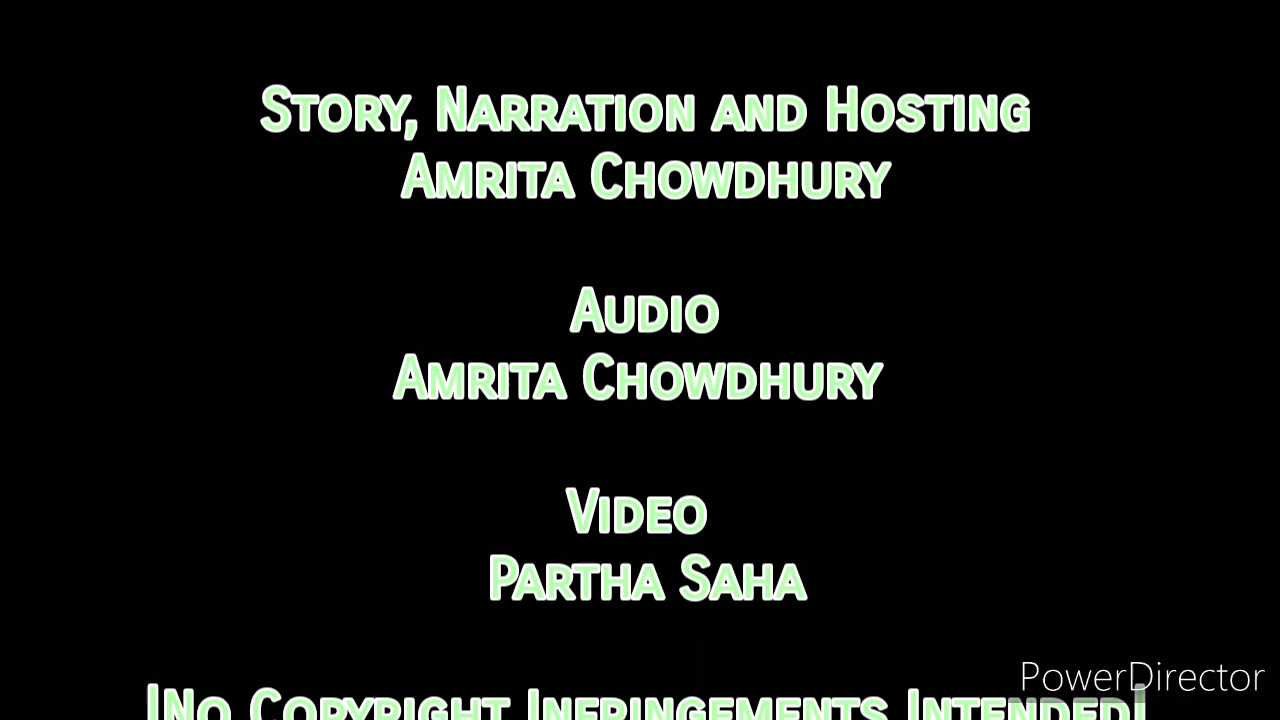 Story, Narration and Hosting
Amrita Chowdhury
Audio
Amrita Chowdhury
Video
Partha Saha
PowerDirector
[No Copyright Infringements Intended]